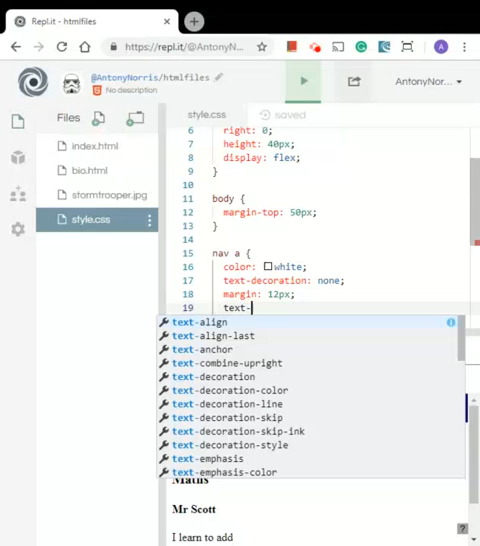 Repl.it - htmlfiles
https://repl.it/@AntonyN...
@AntonyNorris/htmlfiles
No description
AntonyNor...
Files
style.css
saved
index.html
bio.html
stormtrooper.jpg
style.css
6 right: 0;
7 height: 40px;
8 display: flex;
9 }
10
11 body {
12 margin-top: 50px;
13 }
14
15 nav a {
16 color: white;
17 text-decoration: none;
18 margin: 12px;
19 text-
text-align
text-align-last
text-anchor
text-combine-upright
text-decoration
text-decoration-color
text-decoration-line
text-decoration-skip
text-decoration-skip-ink
text-decoration-style
text-emphasis
text-emphasis-color
Maths
Mr Scott
I learn to add